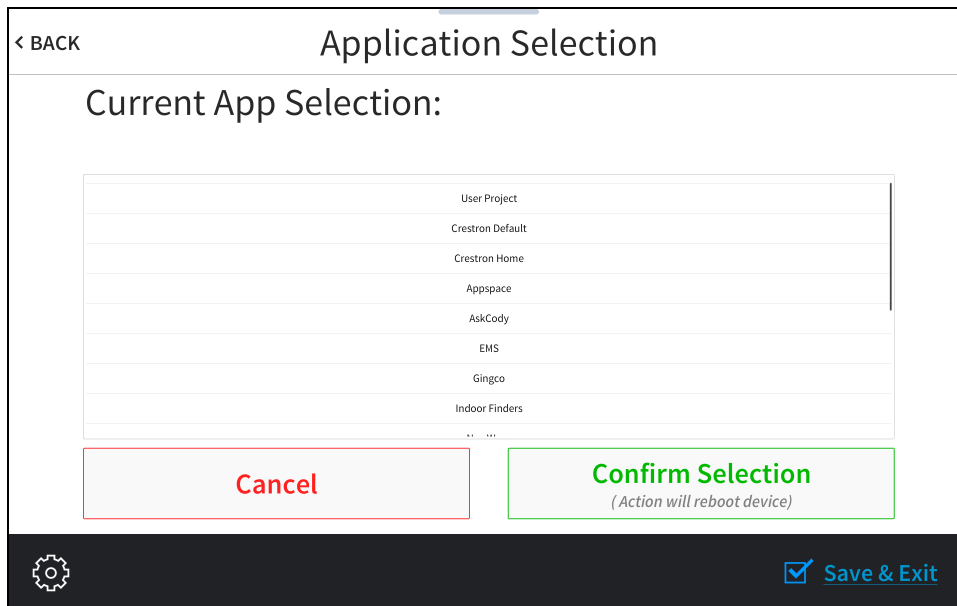 BACK
Application Selection
Current App Selection:
User Project
Crestron Default
Crestron Home
Appspace
AskCody
EMS
Gingco
Indoor Finders
Cancel
Confirm Selection
( Action will reboot device)
Save & Exit